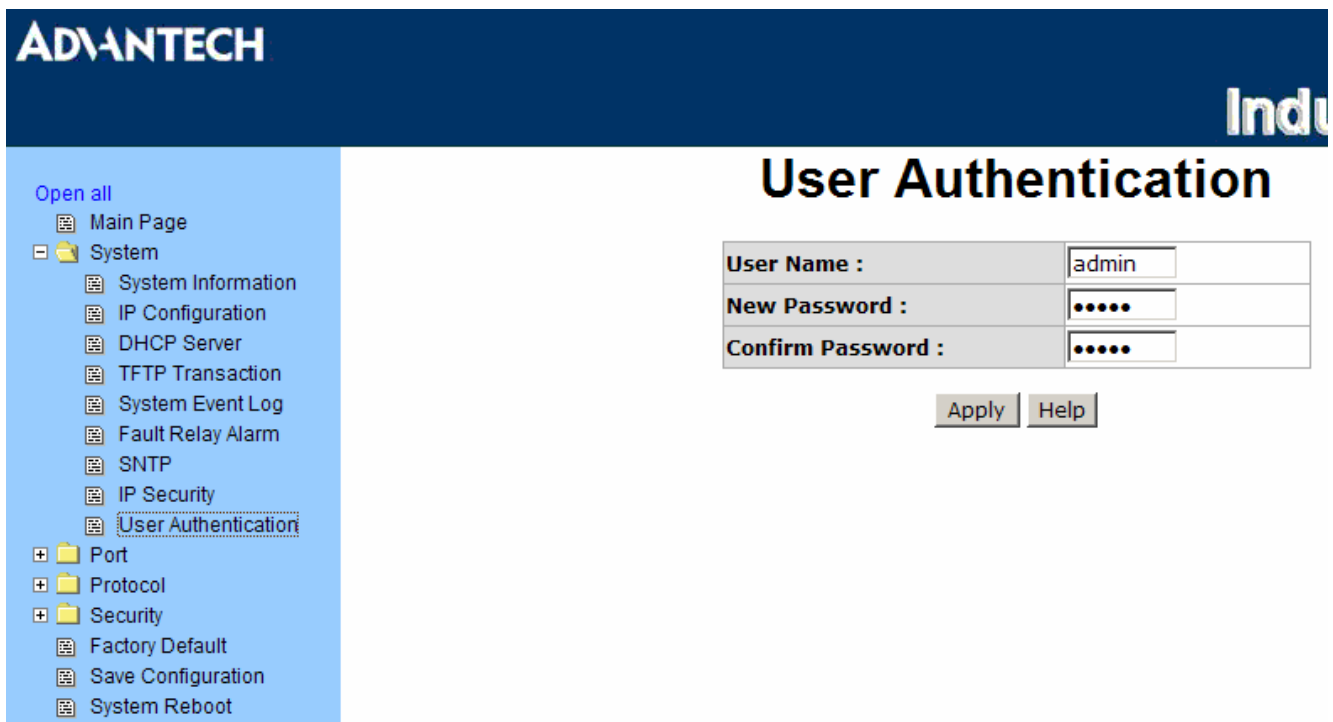 ADVANTECH
Indu
Open all
Main Page
System
System Information
IP Configuration
DHCP Server
TFTP Transaction
System Event Log
Fault Relay Alarm
SNTP
IP Security
User Authentication
Port
Protocol
Security
Factory Default
Save Configuration
System Reboot
User Authentication
User Name : admin
New Password : •••••
Confirm Password : •••••
Apply Help